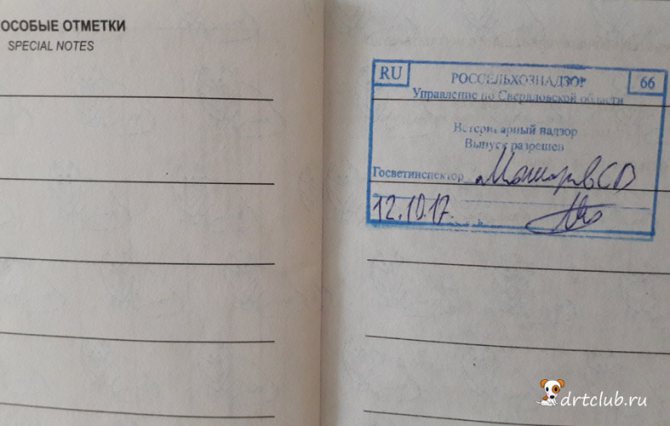 ОСОБЫЕ ОТМЕТКИ
SPECIAL NOTES
RU
РОССЕЛЬХОЗНАДЗОР
66
Управление по Свердловской области
Ветеринарный надзор
Выпуск разрешен
Госветинспектор
12.10.17.
drtclub.ru